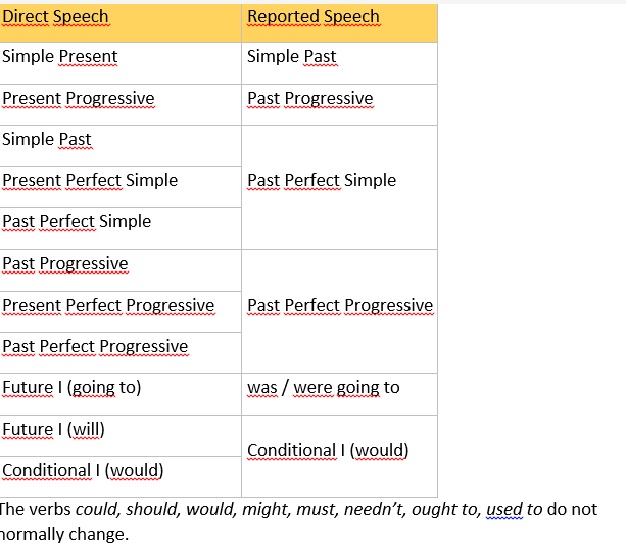 Direct Speech Reported Speech
Simple Present Simple Past
Present Progressive Past Progressive
Simple Past
Present Perfect Simple Past Perfect Simple
Past Perfect Simple
Past Progressive
Present Perfect Progressive Past Perfect Progressive
Past Perfect Progressive
Future I (going to) was / were going to
Future I (will)
Conditional I (would)
Conditional I (would)
The verbs could, should, would, might, must, needn't, ought to, used to do not
normally change.